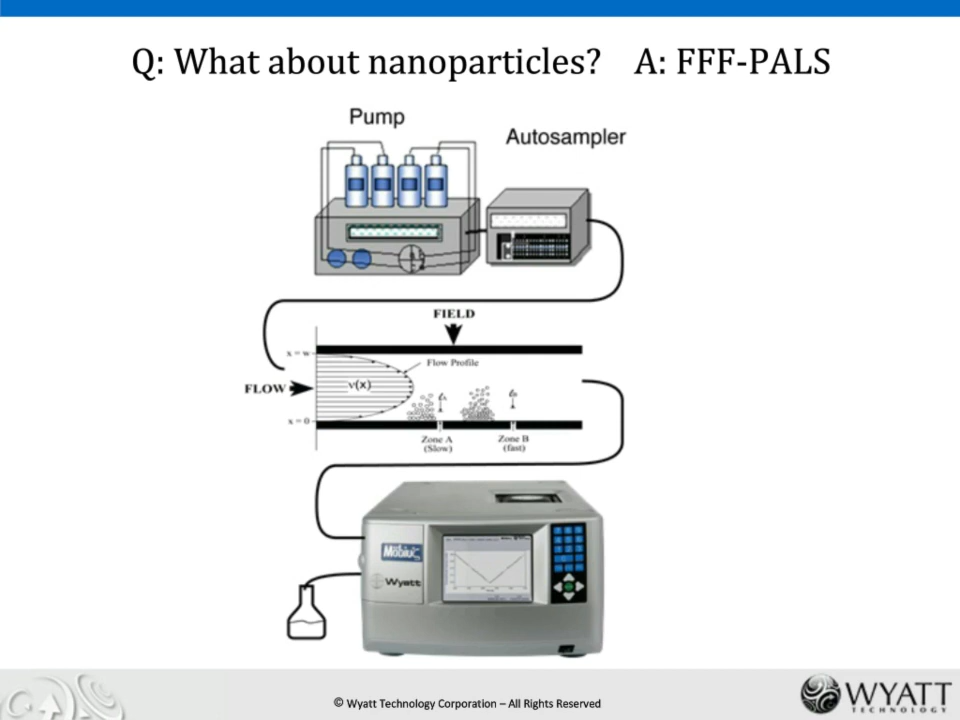 Q: What about nanoparticles? A: FFF-PALS
Pump
Autosampler
FIELD
x = w
Flow Profile
FLOW
v(x)
x = 0
Zone A
(Slow)
Zone B
(fast)
Wyatt
© Wyatt Technology Corporation – All Rights Reserved
WYATT
TECHNOLOGY